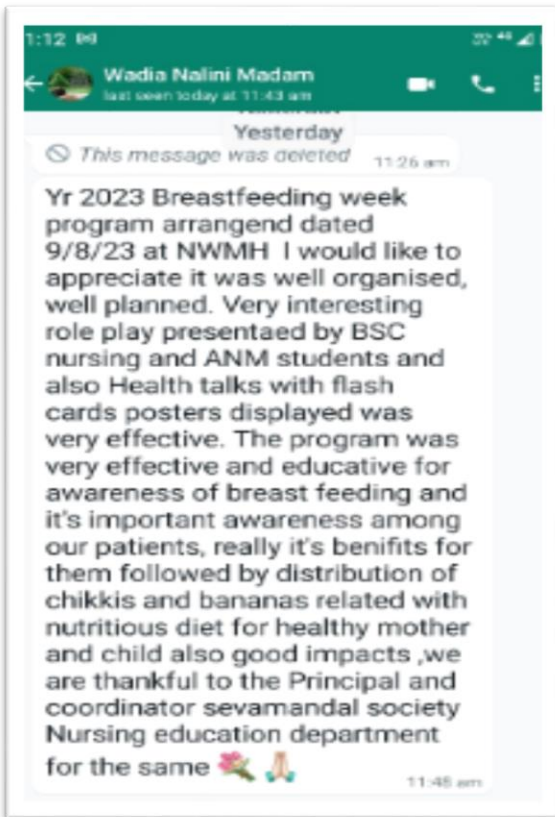 1:12
Wadia Nalini Madam
last seen today at 11:43 am
Yesterday
This message was deleted 11:26 am
Yr 2023 Breastfeeding week
program arrangend dated
9/8/23 at NWMH I would like to
appreciate it was well organised,
well planned. Very interesting
role play presentaed by BSC
nursing and ANM students and
also Health talks with flash
cards posters displayed was
very effective. The program was
very effective and educative for
awareness of breast feeding and
it's important awareness among
our patients, really it's benifits for
them followed by distribution of
chikkis and bananas related with
nutritious diet for healthy mother
and child also good impacts ,we
are thankful to the Principal and
coordinator sevamandal society
Nursing education department
for the same 💐 🙏🏻
11:48 am